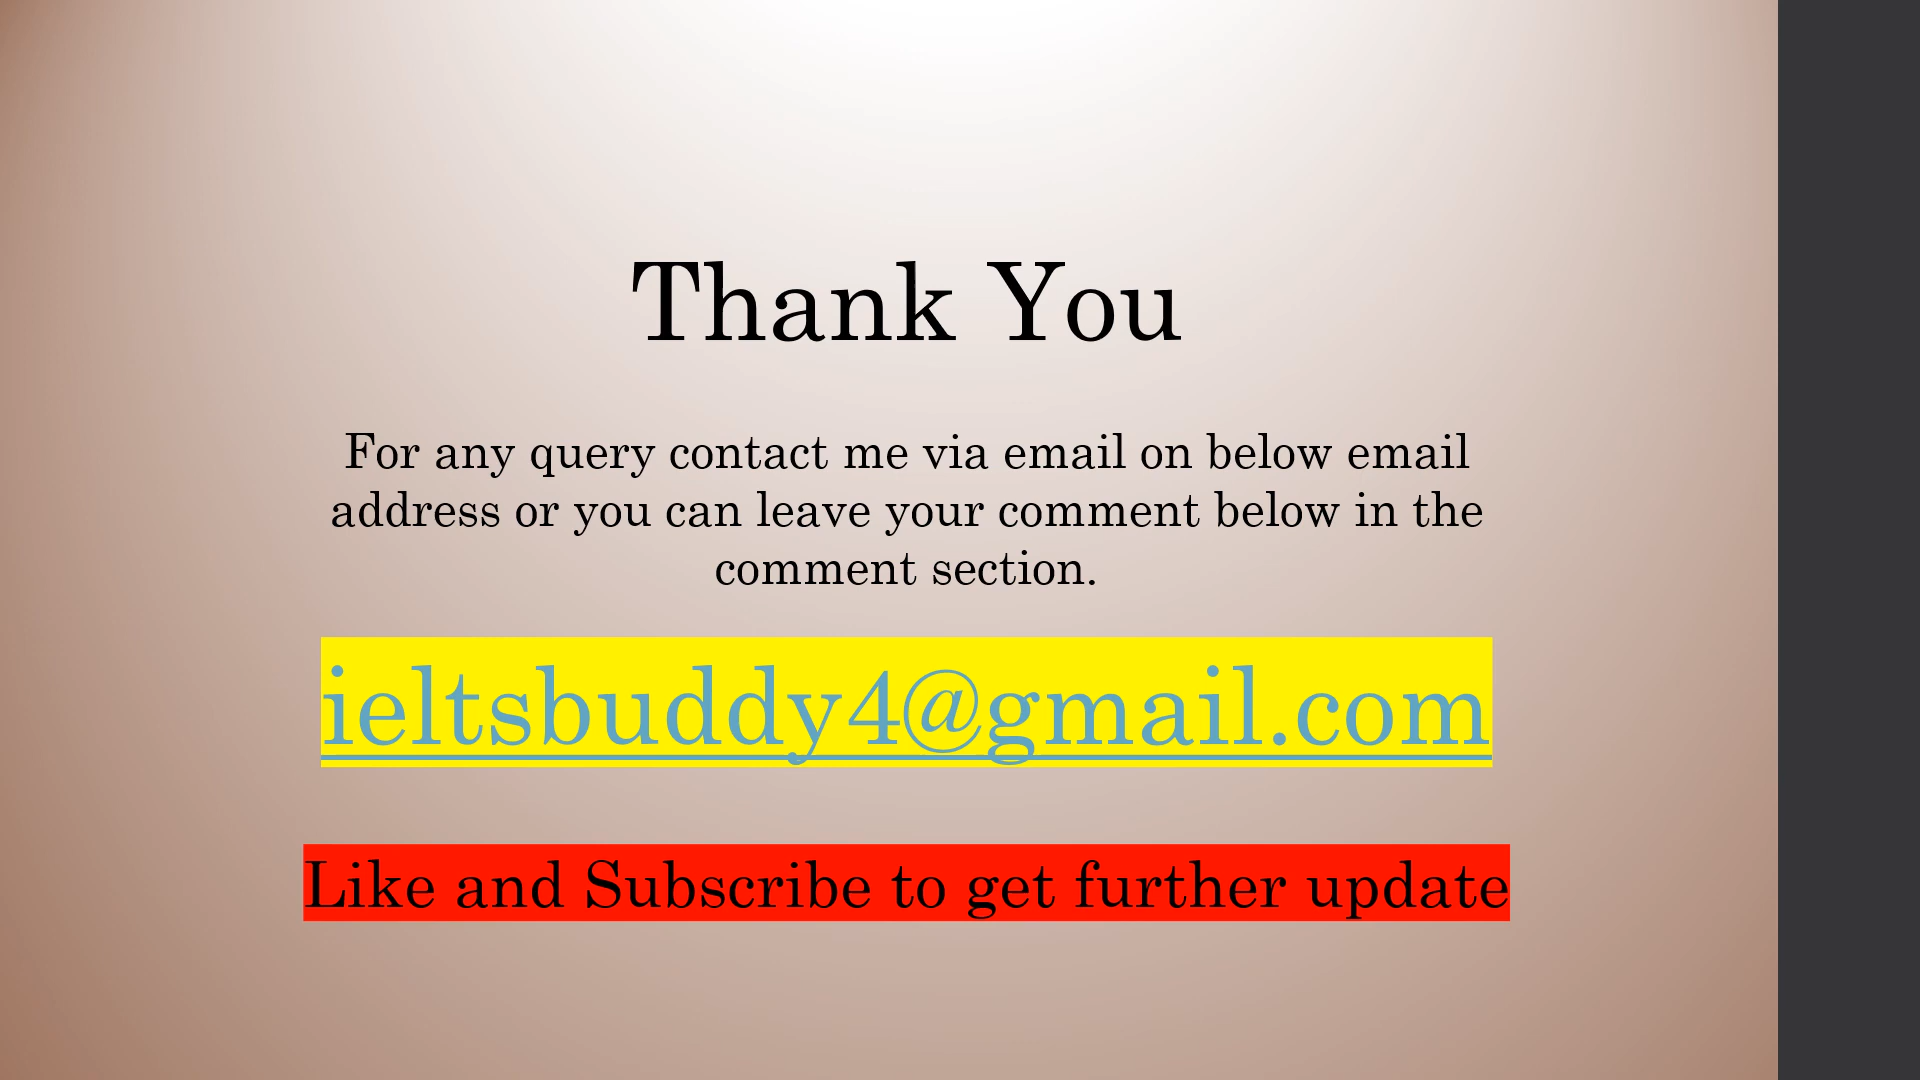 Thank You
For any query contact me via email on below email
address or you can leave your comment below in the
comment section.
ieltsbuddy4@gmail.com
Like and Subscribe to get further update